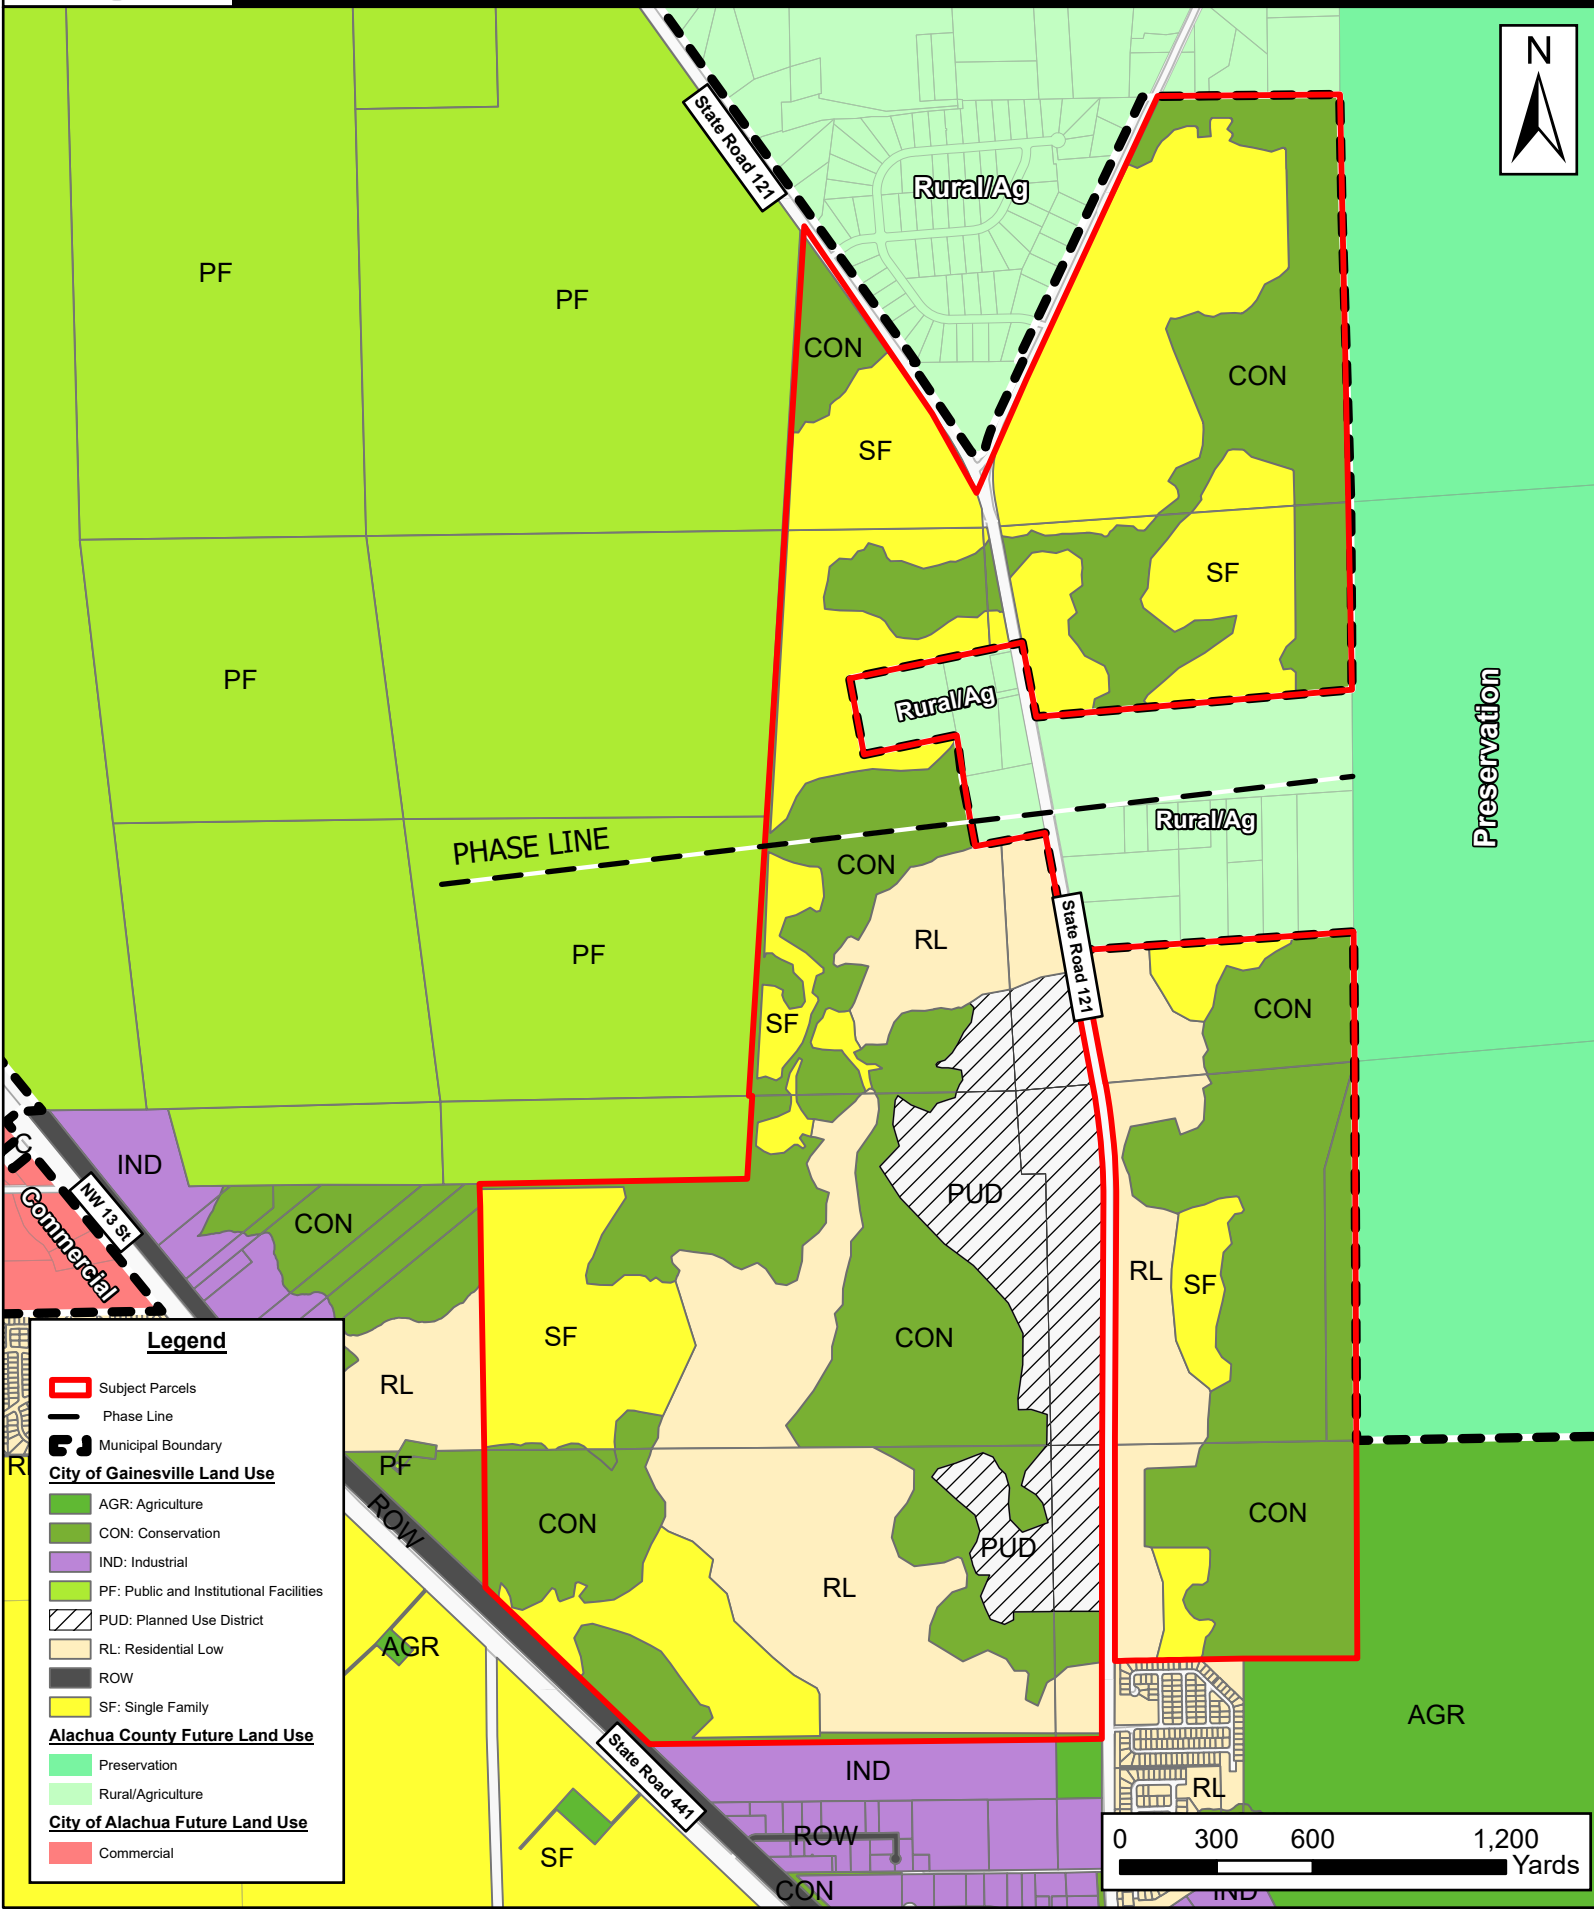 N
State Road 121
Rural/Ag
PF
PF
CON
CON
SF
SF
PF
Rural/Ag
Preservation
Rural/Ag
PHASE LINE
CON
RL
PF
State Road 121
SF
CON
C
IND
NW 13 St
Commercial
CON
PUD
RL
SF
SF
CON
RL
PF
ROW
CON
CON
PUD
RL
AGR
AGR
IND
RL
State Road 441
SF
ROW
CON
IND
Legend
Subject Parcels
Phase Line
Municipal Boundary
City of Gainesville Land Use
AGR: Agriculture
CON: Conservation
IND: Industrial
PF: Public and Institutional Facilities
PUD: Planned Use District
RL: Residential Low
ROW
SF: Single Family
Alachua County Future Land Use
Preservation
Rural/Agriculture
City of Alachua Future Land Use
Commercial
0 300 600 1,200
Yards